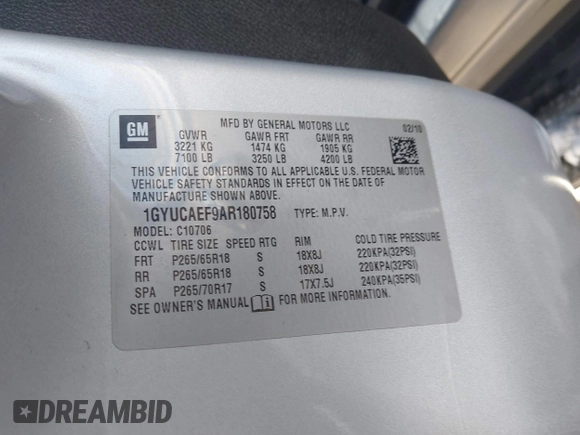 GM
MFD BY GENERAL MOTORS LLC 02/10
GVWR GAWR FRT GAWR RR
3221 KG 1474 KG 1905 KG
7100 LB 3250 LB 4200 LB
THIS VEHICLE CONFORMS TO ALL APPLICABLE U.S. FEDERAL MOTOR
VEHICLE SAFETY STANDARDS IN EFFECT ON THE DATE OF
MANUFACTURE SHOWN ABOVE.
1GYUCAEF9AR180758 TYPE: M.P.V.
MODEL: C10706
CCWL TIRE SIZE SPEED RTG RIM COLD TIRE PRESSURE
FRT P265/65R18 S 18X8J 220KPA(32PSI)
RR P265/65R18 S 18X8J 220KPA(32PSI)
SPA P265/70R17 S 17X7.5J 240KPA(35PSI)
SEE OWNER'S MANUAL FOR MORE INFORMATION.
DREAMBID